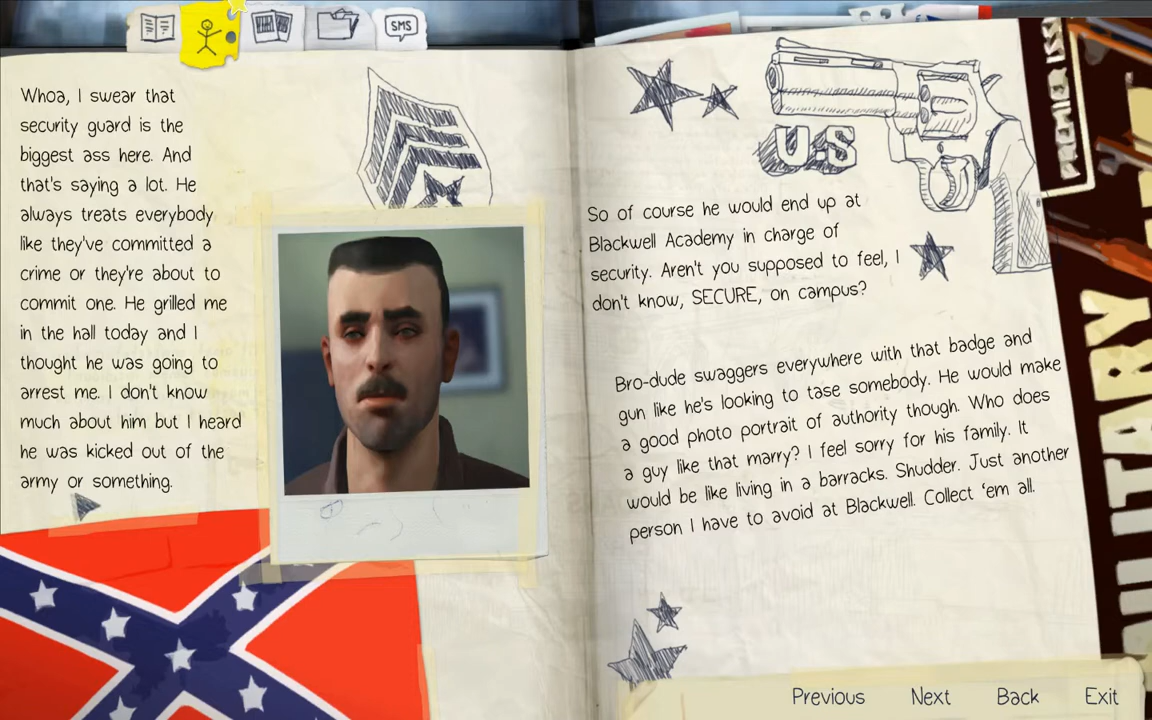 SMS
Whoa, I swear that
security guard is the
biggest ass here. And
that's saying a lot. He
always treats everybody
like they've committed a
crime or they're about to
commit one. He grilled me
in the hall today and I
thought he was going to
arrest me. I don't know
much about him but I heard
he was kicked out of the
army or something.
U.S
So of course he would end up at
Blackwell Academy in charge of
security. Aren't you supposed to feel, I
don't know, SECURE, on campus?
Bro-dude swaggers everywhere with that badge and
gun like he's looking to tase somebody. He would make
a good photo portrait of authority though. Who does
a guy like that marry? I feel sorry for his family. It
would be like living in a barracks. Shudder. Just another
person I have to avoid at Blackwell. Collect 'em all.
Previous Next Back Exit